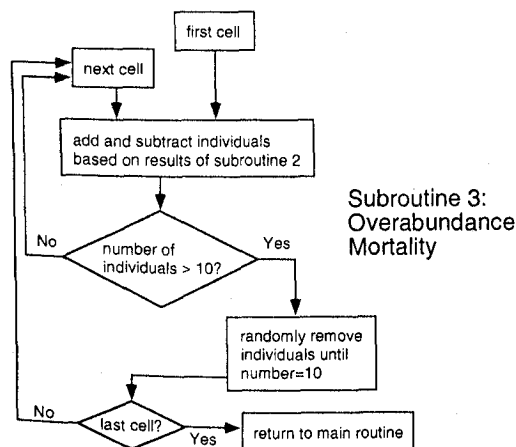 first cell
next cell
add and subtract individuals
based on results of subroutine 2
Subroutine 3:
Overabundance
Mortality
No
number of
individuals > 10?
Yes
randomly remove
individuals until
number=10
No
last cell?
Yes
return to main routine